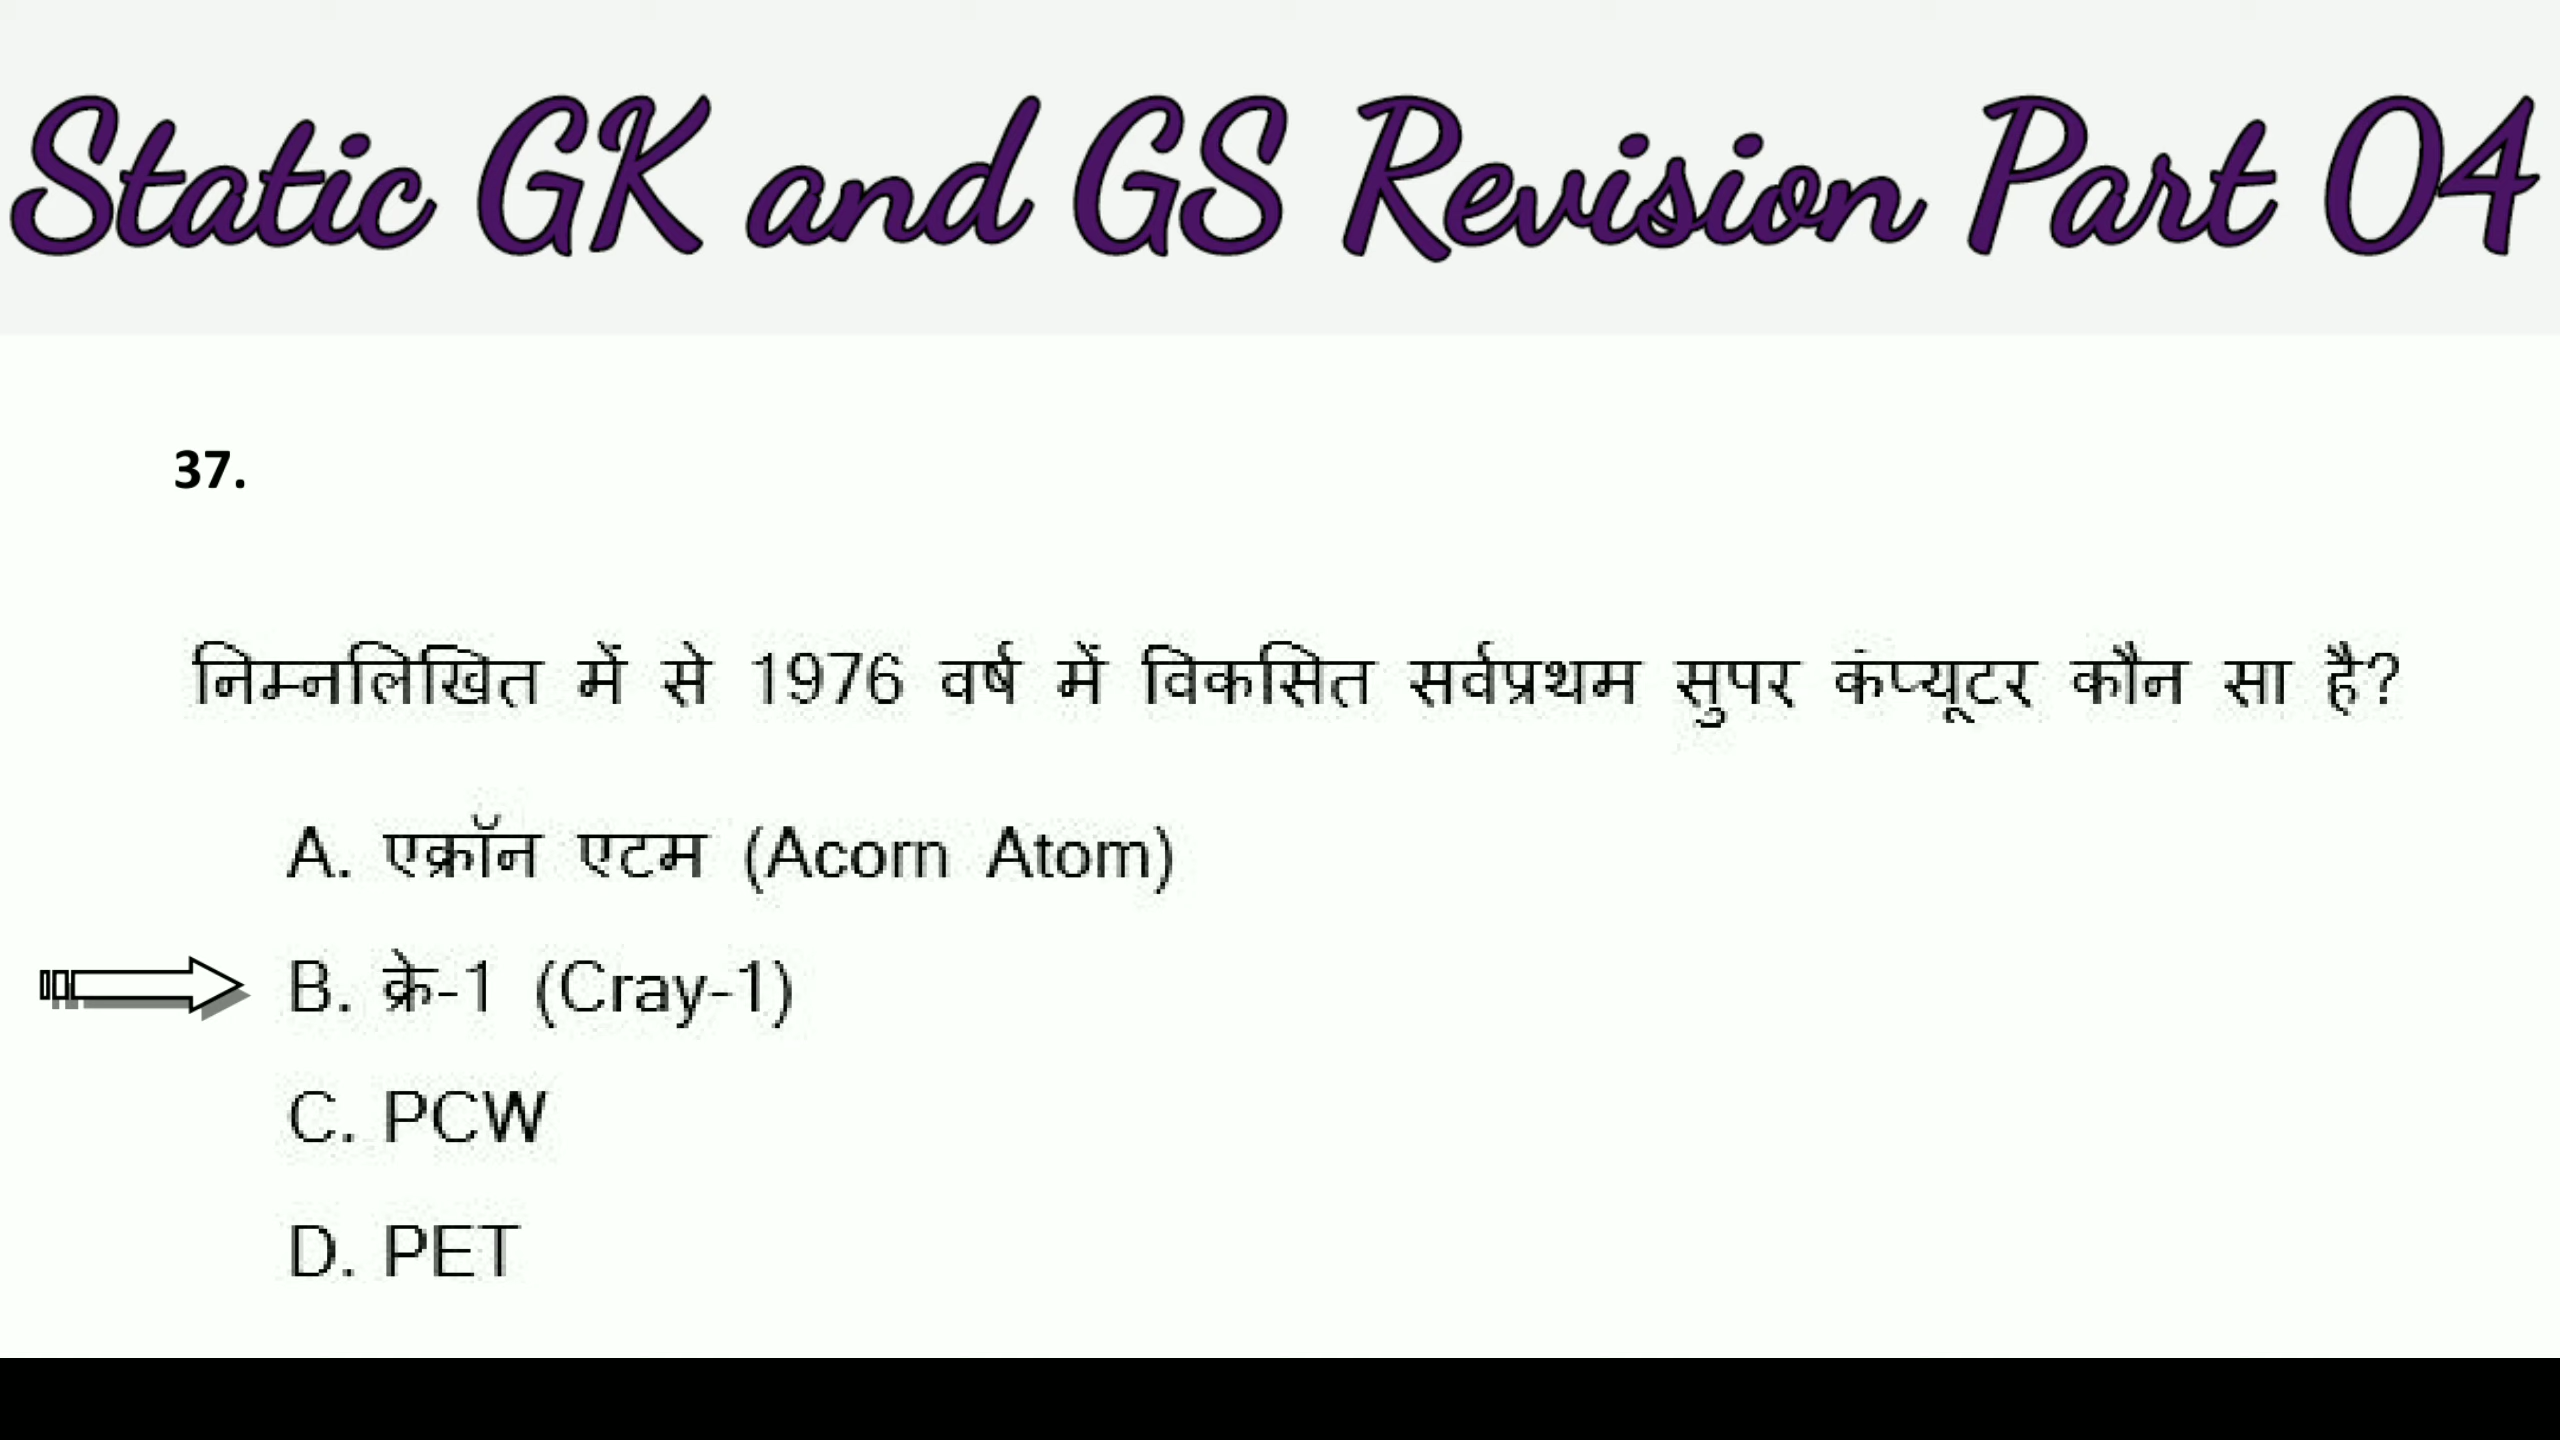 Static GK and GS Revision Part 04
37.
निम्नलिखित में से 1976 वर्ष में विकसित सर्वप्रथम सुपर कंप्यूटर कौन सा है?
A. एक्रॉन एटम (Acorn Atom)
B. क्रे-1 (Cray-1)
C. PCW
D. PET